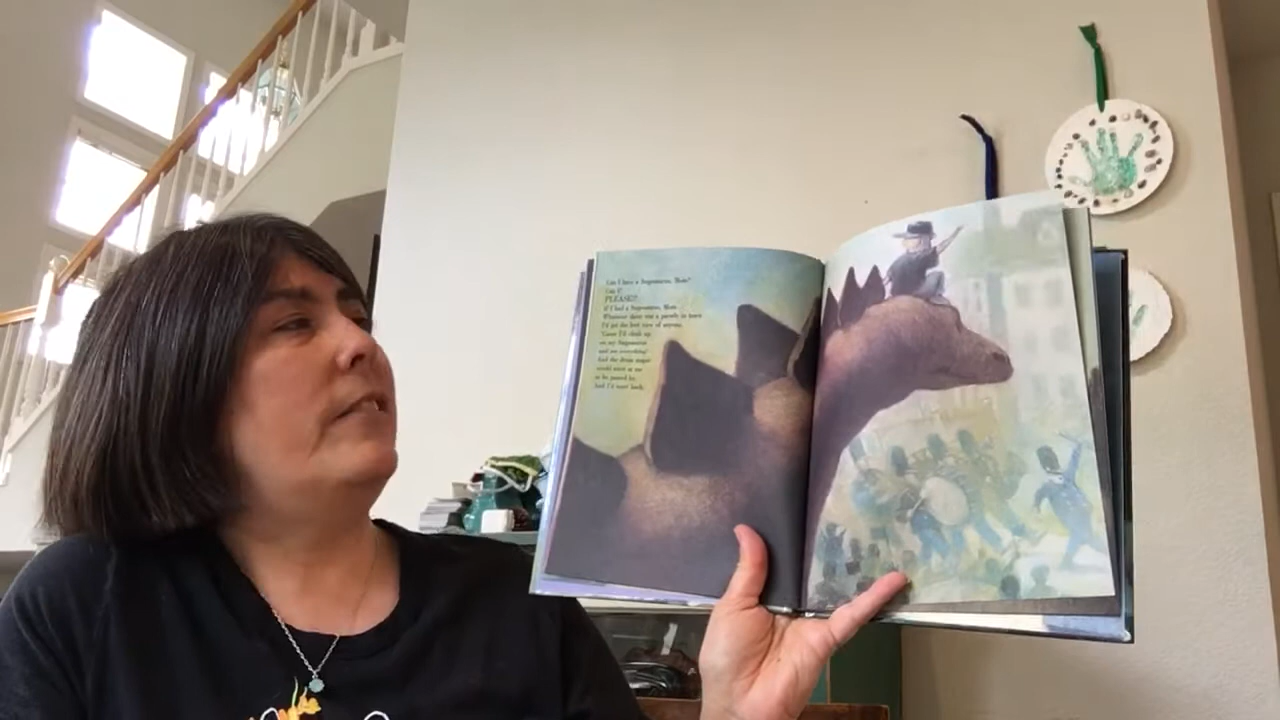 Can I have a Stegosaurus, Mom?
Can I?
PLEASE!?
If I had a Stegosaurus, Mom . . .
Whenever there was a parade in town
I'd get the best view of anyone,
'Cause I'd climb up
on my Stegosaurus
and see everything!
And the drum major
would salute at me
as he passed by.
And I'd wave back.